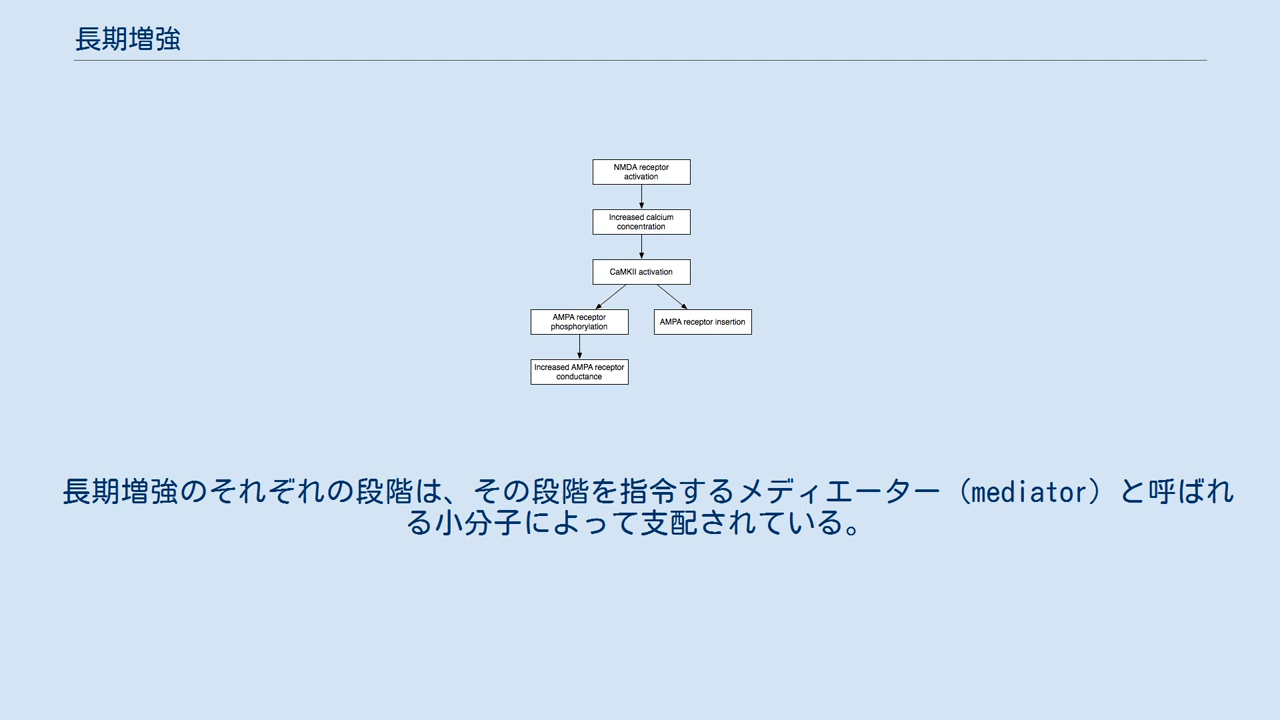 長期増強
NMDA receptor
activation
Increased calcium
concentration
CaMKII activation
AMPA receptor
phosphorylation
AMPA receptor insertion
Increased AMPA receptor
conductance
長期増強のそれぞれの段階は、その段階を指令するメディエーター（mediator）と呼ばれ
る小分子によって支配されている。